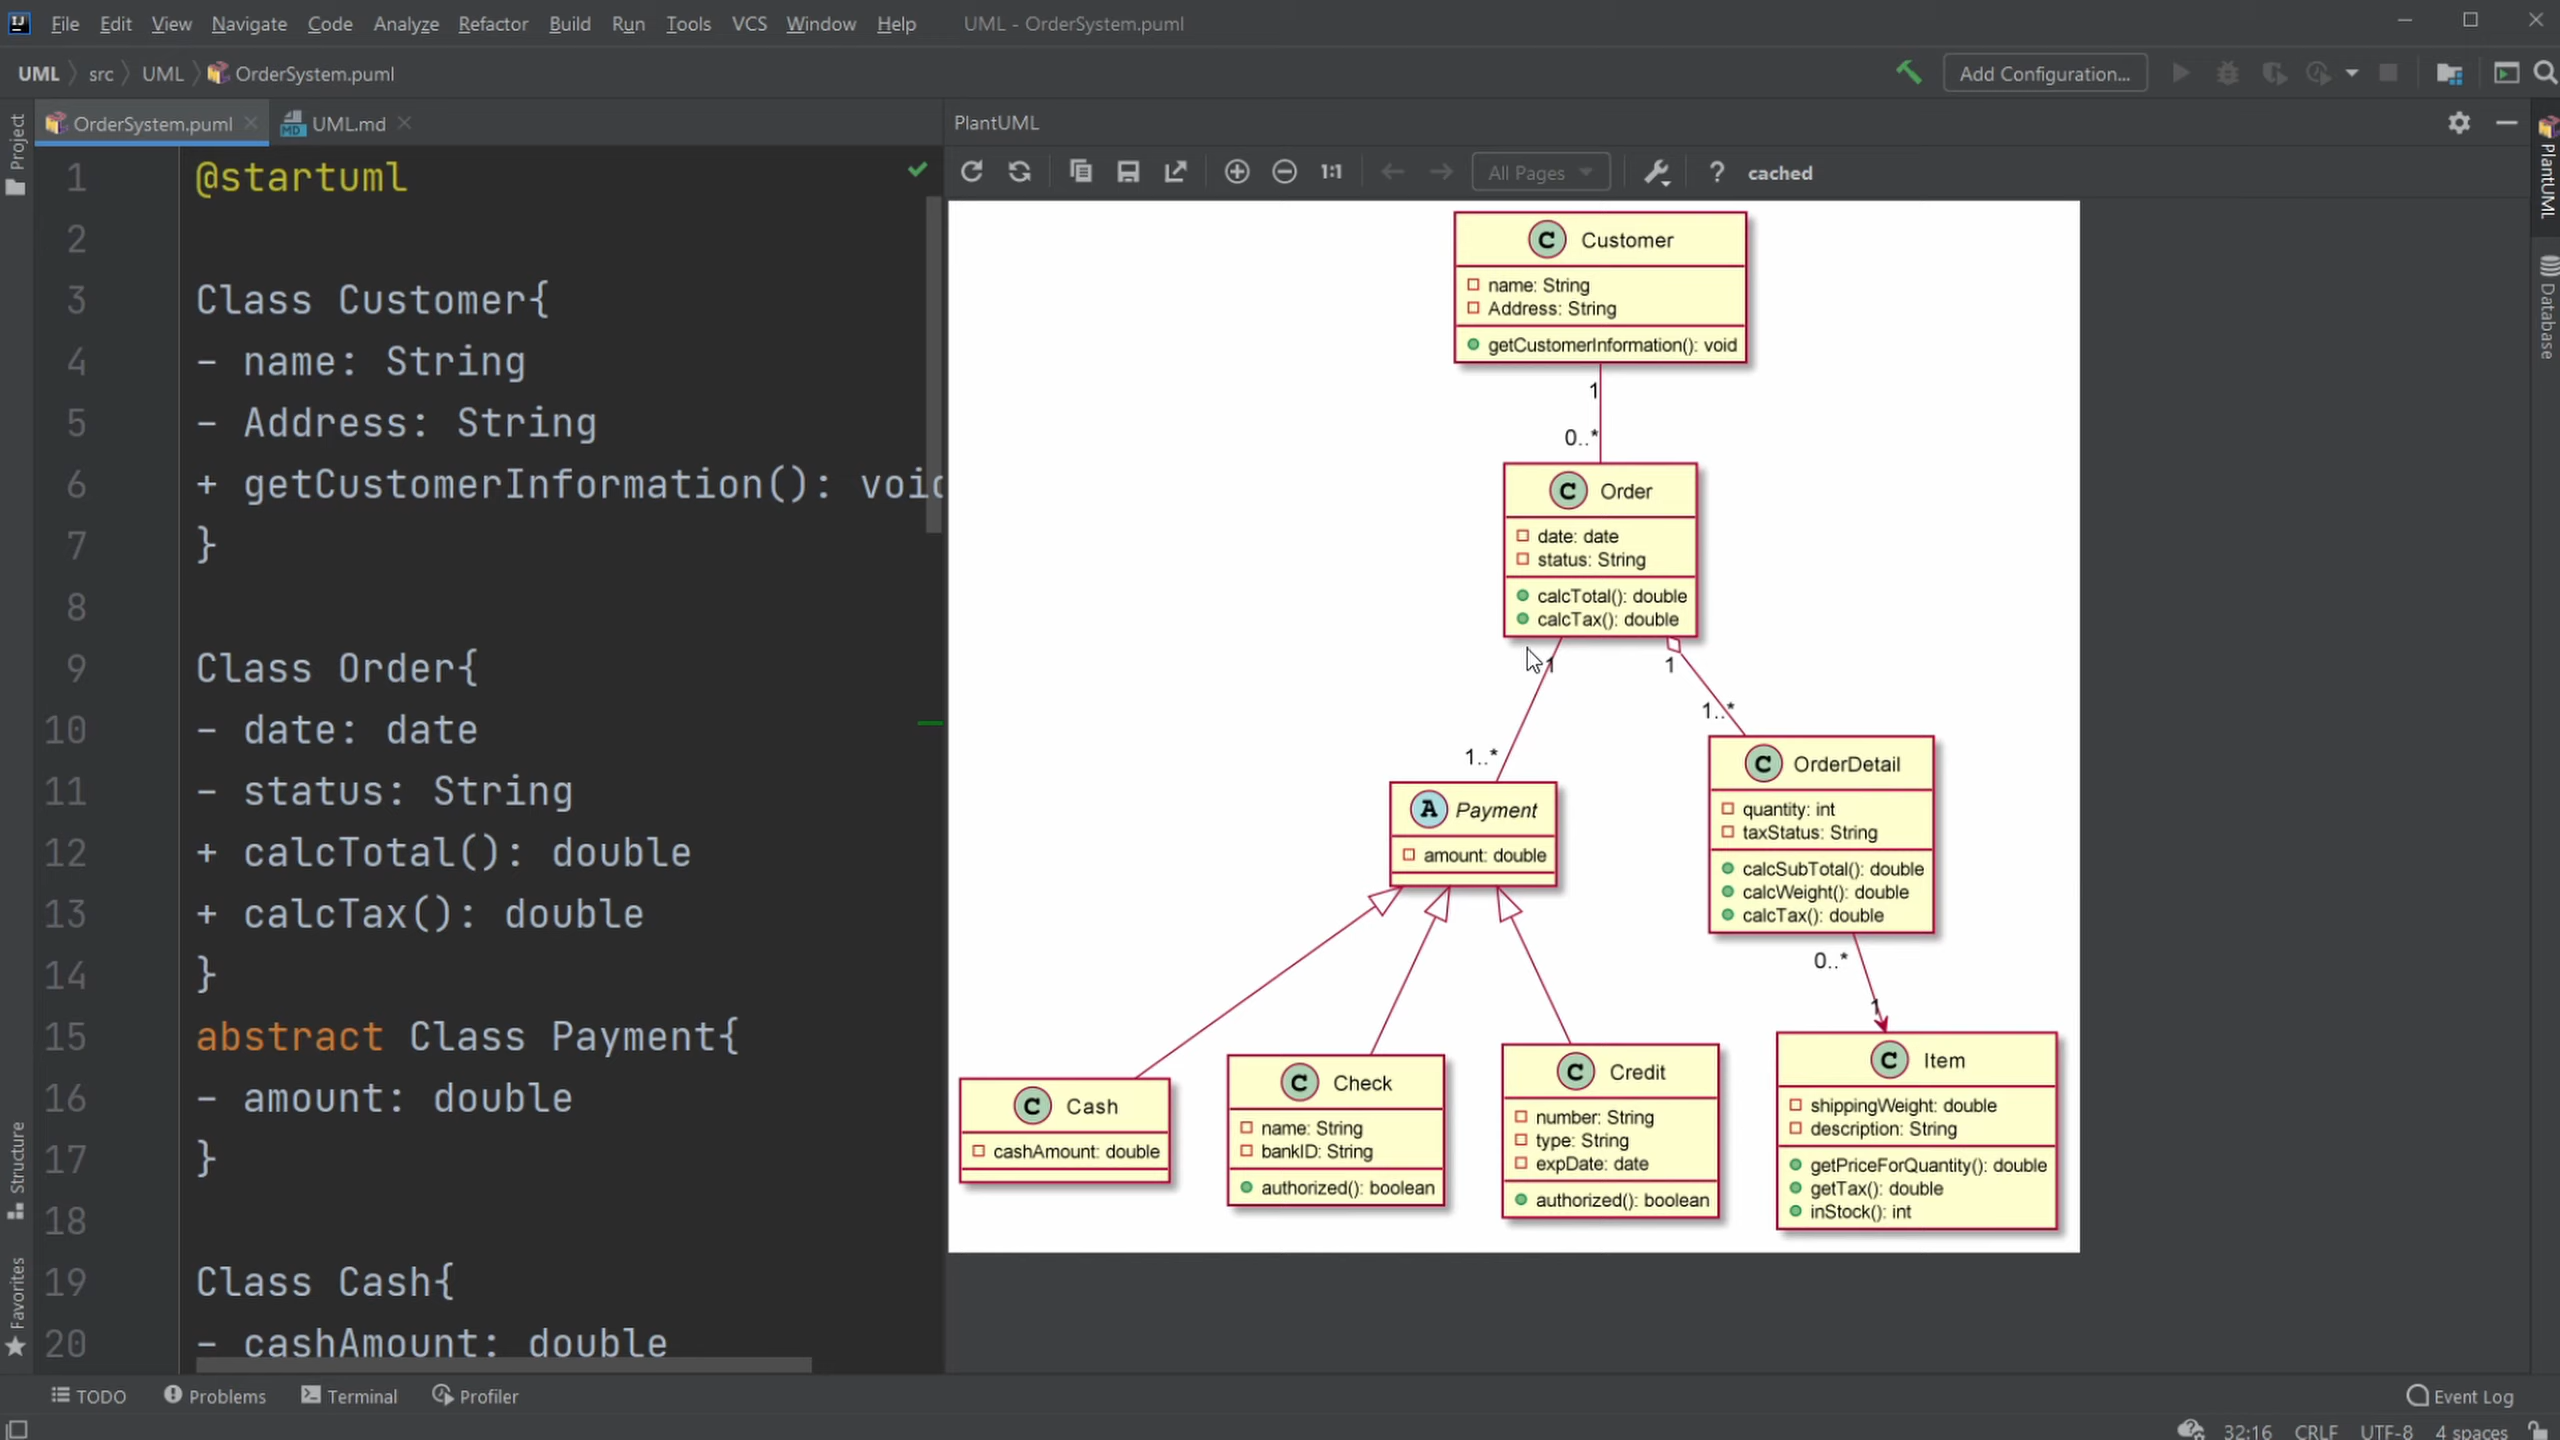 File Edit View Navigate Code Analyze Refactor Build Run Tools VCS Window Help UML - OrderSystem.puml
UML src UML OrderSystem.puml Add Configuration...
Project
OrderSystem.puml UML.md
PlantUML
1 @startuml
2
3 Class Customer{
4 - name: String
5 - Address: String
6 + getCustomerInformation(): void
7 }
8
9 Class Order{
10 - date: date
11 - status: String
12 + calcTotal(): double
13 + calcTax(): double
14 }
15 abstract Class Payment{
16 - amount: double
17 }
18
19 Class Cash{
20 - cashAmount: double
1:1 All Pages ? cached
C Customer
name: String
Address: String
getCustomerInformation(): void
1
0..*
C Order
date: date
status: String
calcTotal(): double
calcTax(): double
1
1
1..*
1..*
A Payment
amount: double
C OrderDetail
quantity: int
taxStatus: String
calcSubTotal(): double
calcWeight(): double
calcTax(): double
0..*
1
C Cash
cashAmount: double
C Check
name: String
bankID: String
authorized(): boolean
C Credit
number: String
type: String
expDate: date
authorized(): boolean
C Item
shippingWeight: double
description: String
getPriceForQuantity(): double
getTax(): double
inStock(): int
PlantUML
Database
Structure
Favorites
TODO Problems Terminal Profiler Event Log
32:16 CRLF UTF-8 4 spaces